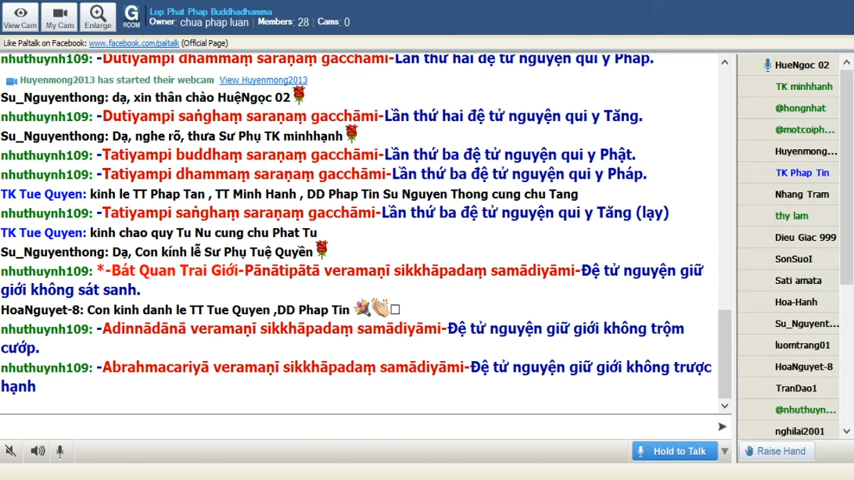 View Cam
My Cam
Enlarge
G
ROOM
Lop Phat Phap Buddhadhamma
Owner: chua phap luan / Members: 28 / Cams: 0
Like Paltalk on Facebook: www.facebook.com/paltalk (Official Page)
nhuthuynh109: -Dutiyampi dhammaṃ saraṇaṃ gacchāmi-Lần thứ hai đệ tử nguyện qui y Pháp.
Huyenmong2013 has started their webcam View Huyenmong2013
Su_Nguyenthong: dạ, xin thân chào HuệNgọc 02
nhuthuynh109: -Dutiyampi saṅghaṃ saraṇaṃ gacchāmi-Lần thứ hai đệ tử nguyện qui y Tăng.
Su_Nguyenthong: Dạ, nghe rõ, thưa Sư Phụ TK minhhạnh
nhuthuynh109: -Tatiyampi buddhaṃ saraṇaṃ gacchāmi-Lần thứ ba đệ tử nguyện qui y Phật.
nhuthuynh109: -Tatiyampi dhammaṃ saraṇaṃ gacchāmi-Lần thứ ba đệ tử nguyện qui y Pháp.
TK Tue Quyen: kinh le TT Phap Tan , TT Minh Hanh , DD Phap Tin Su Nguyen Thong cung chu Tang
nhuthuynh109: -Tatiyampi saṅghaṃ saraṇaṃ gacchāmi-Lần thứ ba đệ tử nguyện qui y Tăng (lạy)
TK Tue Quyen: kinh chao quy Tu Nu cung chu Phat Tu
Su_Nguyenthong: Dạ, Con kính lễ Sư Phụ Tuệ Quyền
nhuthuynh109: *-Bát Quan Trai Giới-Pānātipātā veramaṇī sikkhāpadaṃ samādiyāmi-Đệ tử nguyện giữ
giới không sát sanh.
HoaNguyet-8: Con kinh danh le TT Tue Quyen ,DD Phap Tin
nhuthuynh109: -Adinnādānā veramaṇī sikkhāpadaṃ samādiyāmi-Đệ tử nguyện giữ giới không trộm
cướp.
nhuthuynh109: -Abrahmacariyā veramaṇī sikkhāpadaṃ samādiyāmi-Đệ tử nguyện giữ giới không trược
hạnh
HueNgoc 02
TK minhhanh
@hongnhat
@motcoiph...
Huyenmong...
TK Phap Tin
Nhang Tram
thy lam
Dieu Giac 999
SonSuoI
Sati amata
Hoa-Hanh
Su_Nguyent...
luomtrang01
HoaNguyet-8
TranDao1
@nhuthuyn...
nghilai2001
Hold to Talk
Raise Hand